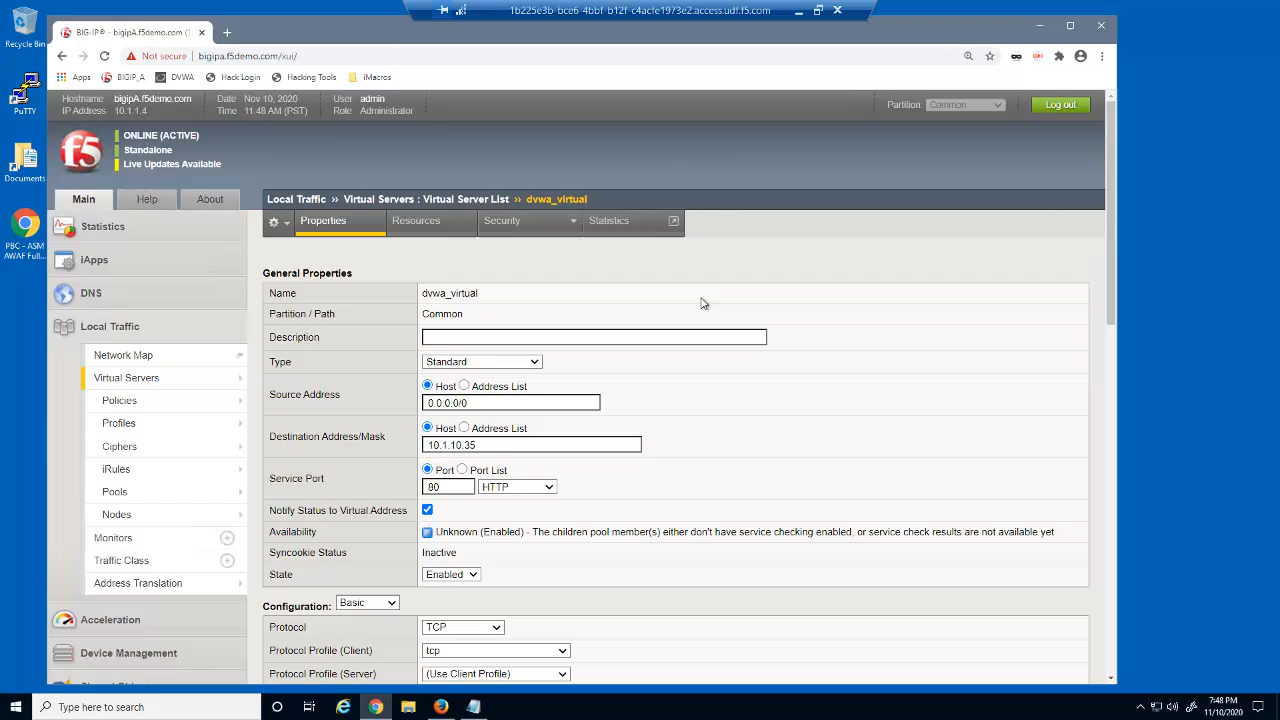 1b225e3b-bce6-4bbf-b12f-c4acfe1973e2.access.udf.f5.com
Recycle Bin
PuTTY
Documents
PBC - ASM
AWAF Full...
BIG-IP® - bigipA.f5demo.com (1
Not secure
bigipa.f5demo.com/xui/
Apps
BIGIP_A
DVWA
Hack Login
Hacking Tools
iMacros
Hostname bigipA.f5demo.com
IP Address 10.1.1.4
Date Nov 10, 2020
Time 11:48 AM (PST)
User admin
Role Administrator
Partition: Common
Log out
f5
ONLINE (ACTIVE)
Standalone
Live Updates Available
Main
Help
About
Statistics
iApps
DNS
Local Traffic
Network Map
Virtual Servers
Policies
Profiles
Ciphers
iRules
Pools
Nodes
Monitors
Traffic Class
Address Translation
Acceleration
Device Management
Local Traffic ›› Virtual Servers : Virtual Server List ›› dvwa_virtual
Properties
Resources
Security
Statistics
General Properties
Name dvwa_virtual
Partition / Path Common
Description
Type Standard
Source Address
Host Address List
0.0.0.0/0
Destination Address/Mask
Host Address List
10.1.10.35
Service Port
Port Port List
80 HTTP
Notify Status to Virtual Address
Availability Unknown (Enabled) - The children pool member(s) either don't have service checking enabled, or service check results are not available yet
Syncookie Status Inactive
State Enabled
Configuration: Basic
Protocol TCP
Protocol Profile (Client) tcp
Protocol Profile (Server) (Use Client Profile)
Type here to search
7:48 PM
11/10/2020